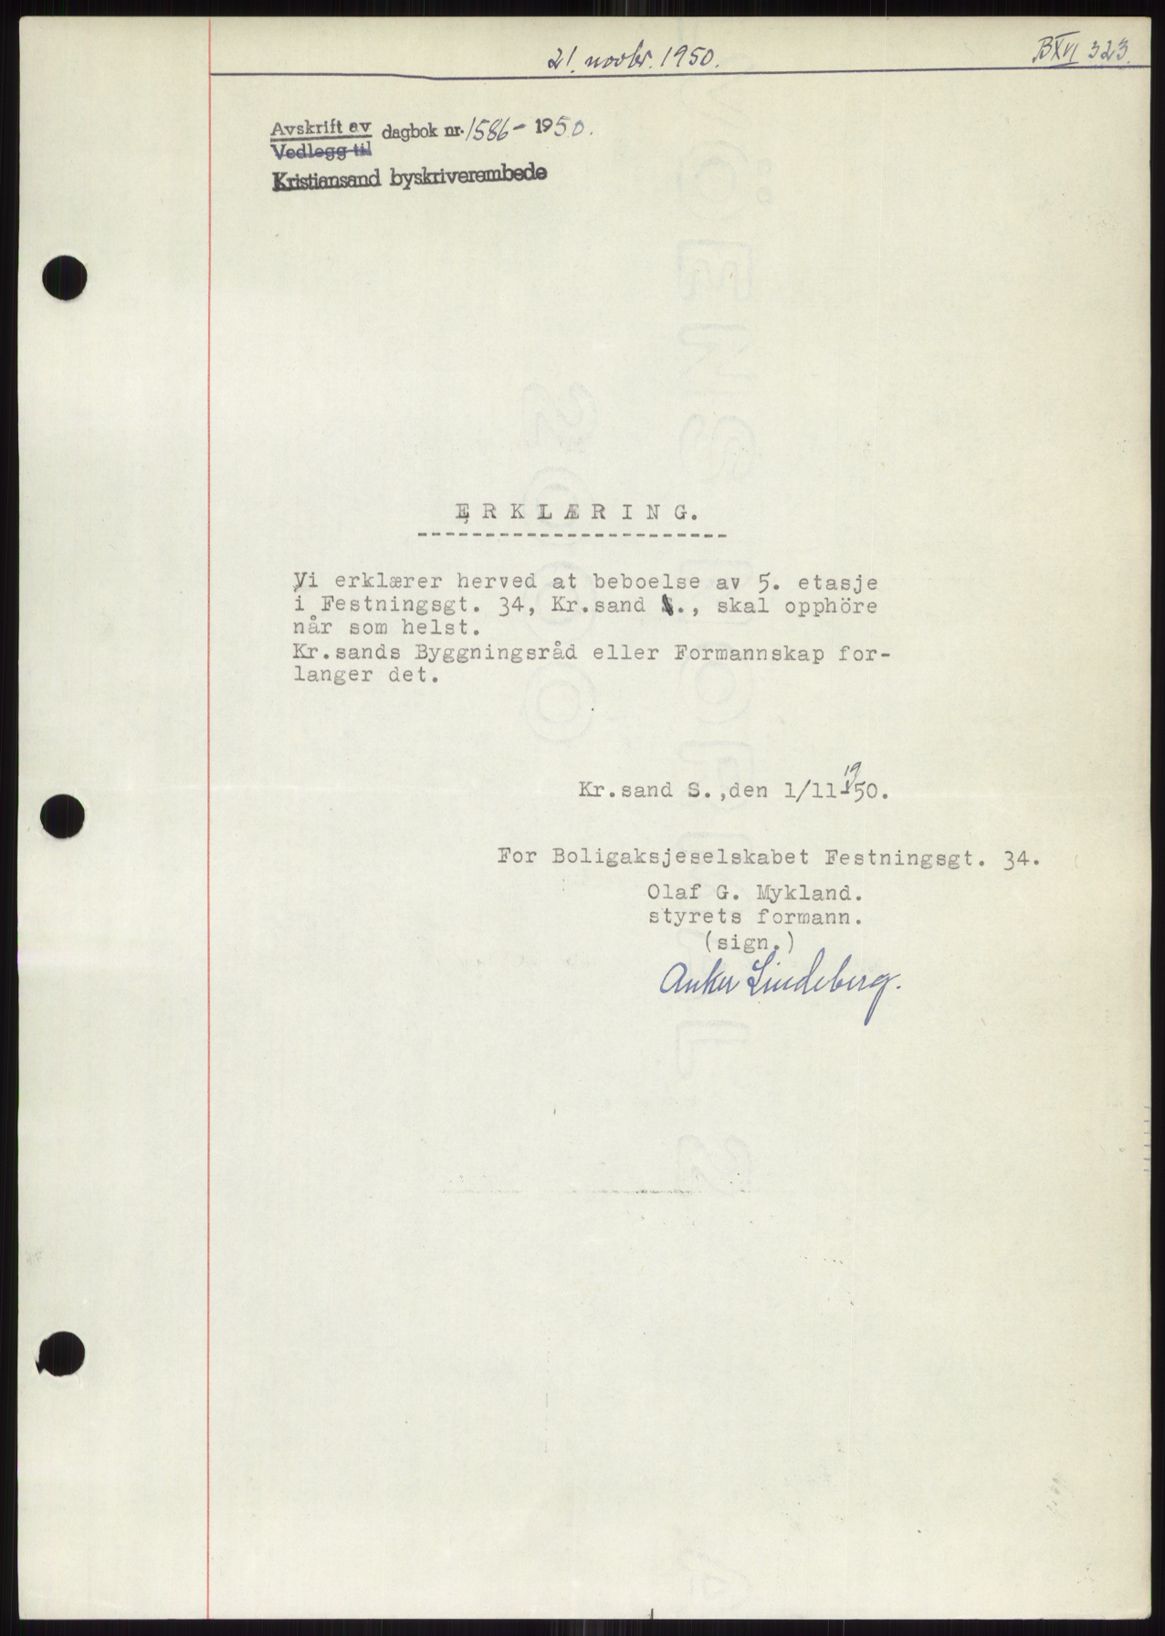 21. novbr. 1950.
BXVI 323.
Avskrift av dagbok nr. 1586 - 1950.
Vedlegg til
Kristiansand byskriverembede
ERKLÆRING.
Vi erklærer herved at beboelse av 5. etasje
i Festningsgt. 34, Kr.sand S., skal opphöre
når som helst.
Kr.sands Byggningsråd eller Formannskap for-
langer det.
Kr.sand S.,den 1/11 1950.
For Boligaksjeselskabet Festningsgt. 34.
Olaf G. Mykland.
styrets formann.
(sign.)
Anker Lindeberg.